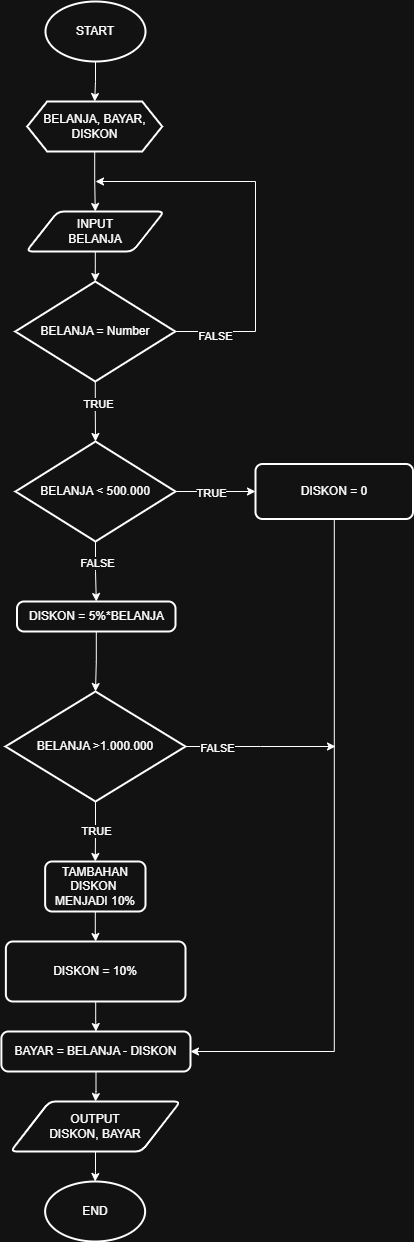 START
BELANJA, BAYAR,
DISKON
INPUT
BELANJA
BELANJA = Number
FALSE
TRUE
BELANJA < 500.000
TRUE
DISKON = 0
FALSE
DISKON = 5%*BELANJA
BELANJA >1.000.000
FALSE
TRUE
TAMBAHAN
DISKON
MENJADI 10%
DISKON = 10%
BAYAR = BELANJA - DISKON
OUTPUT
DISKON, BAYAR
END